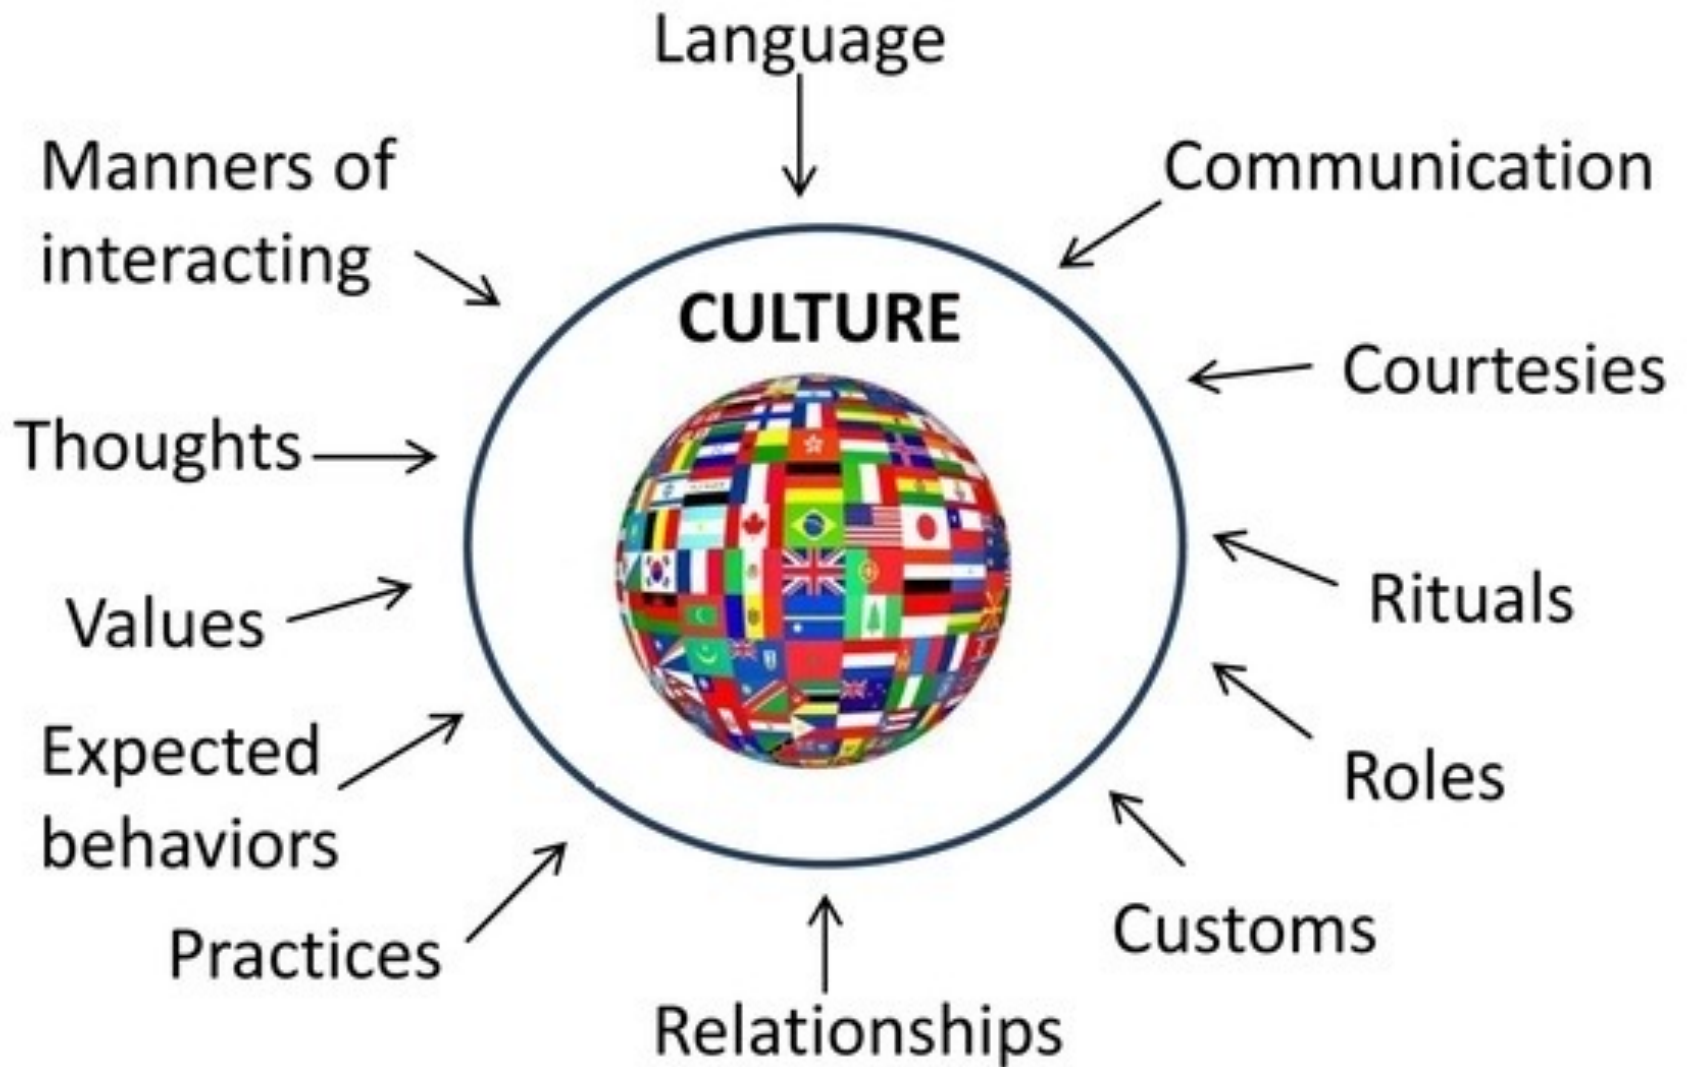 Language
Manners of
interacting
Communication
CULTURE
Courtesies
Thoughts
Values
Rituals
Expected
behaviors
Roles
Practices
Customs
Relationships